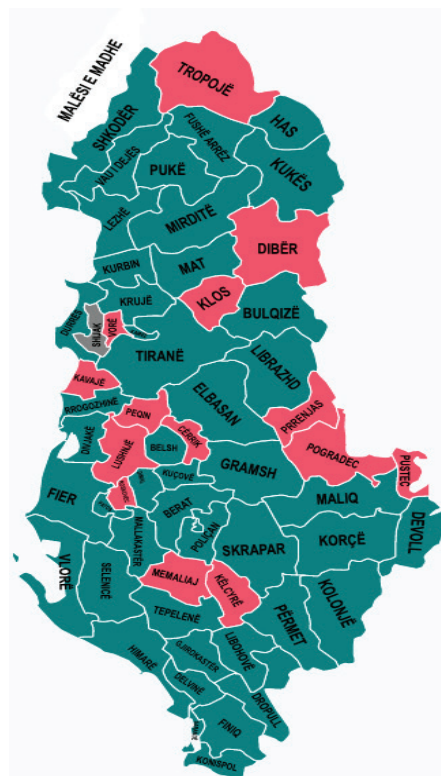 MALËSI E MADHE
TROPOJË
SHKODËR
HAS
FUSHË ARRËZ
VAU I DEJËS
PUKË
KUKËS
LEZHË
MIRDITË
DIBËR
KURBIN
MAT
KLOS
KRUJË
BULQIZË
DURRËS
SHIJAK
VORË
TIRANË
LIBRAZHD
KAVAJË
ELBASAN
RROGOZHINË
PEQIN
PRRENJAS
DIVJAKË
LUSHNJE
CËRRIK
BELSH
POGRADEC
PUSTEC
GRAMSH
KUÇOVË
MALIQ
FIER
BERAT
DEVOLL
MALLAKASTËR
POLIÇAN
SKRAPAR
KORÇË
VLORË
SELENICË
MEMALIAJ
KËLCYRË
KOLONJË
TEPELENË
PËRMET
LIBOHOVË
GJIROKASTËR
HIMARË
DELVINË
DROPULL
FINIQ
KONISPOL